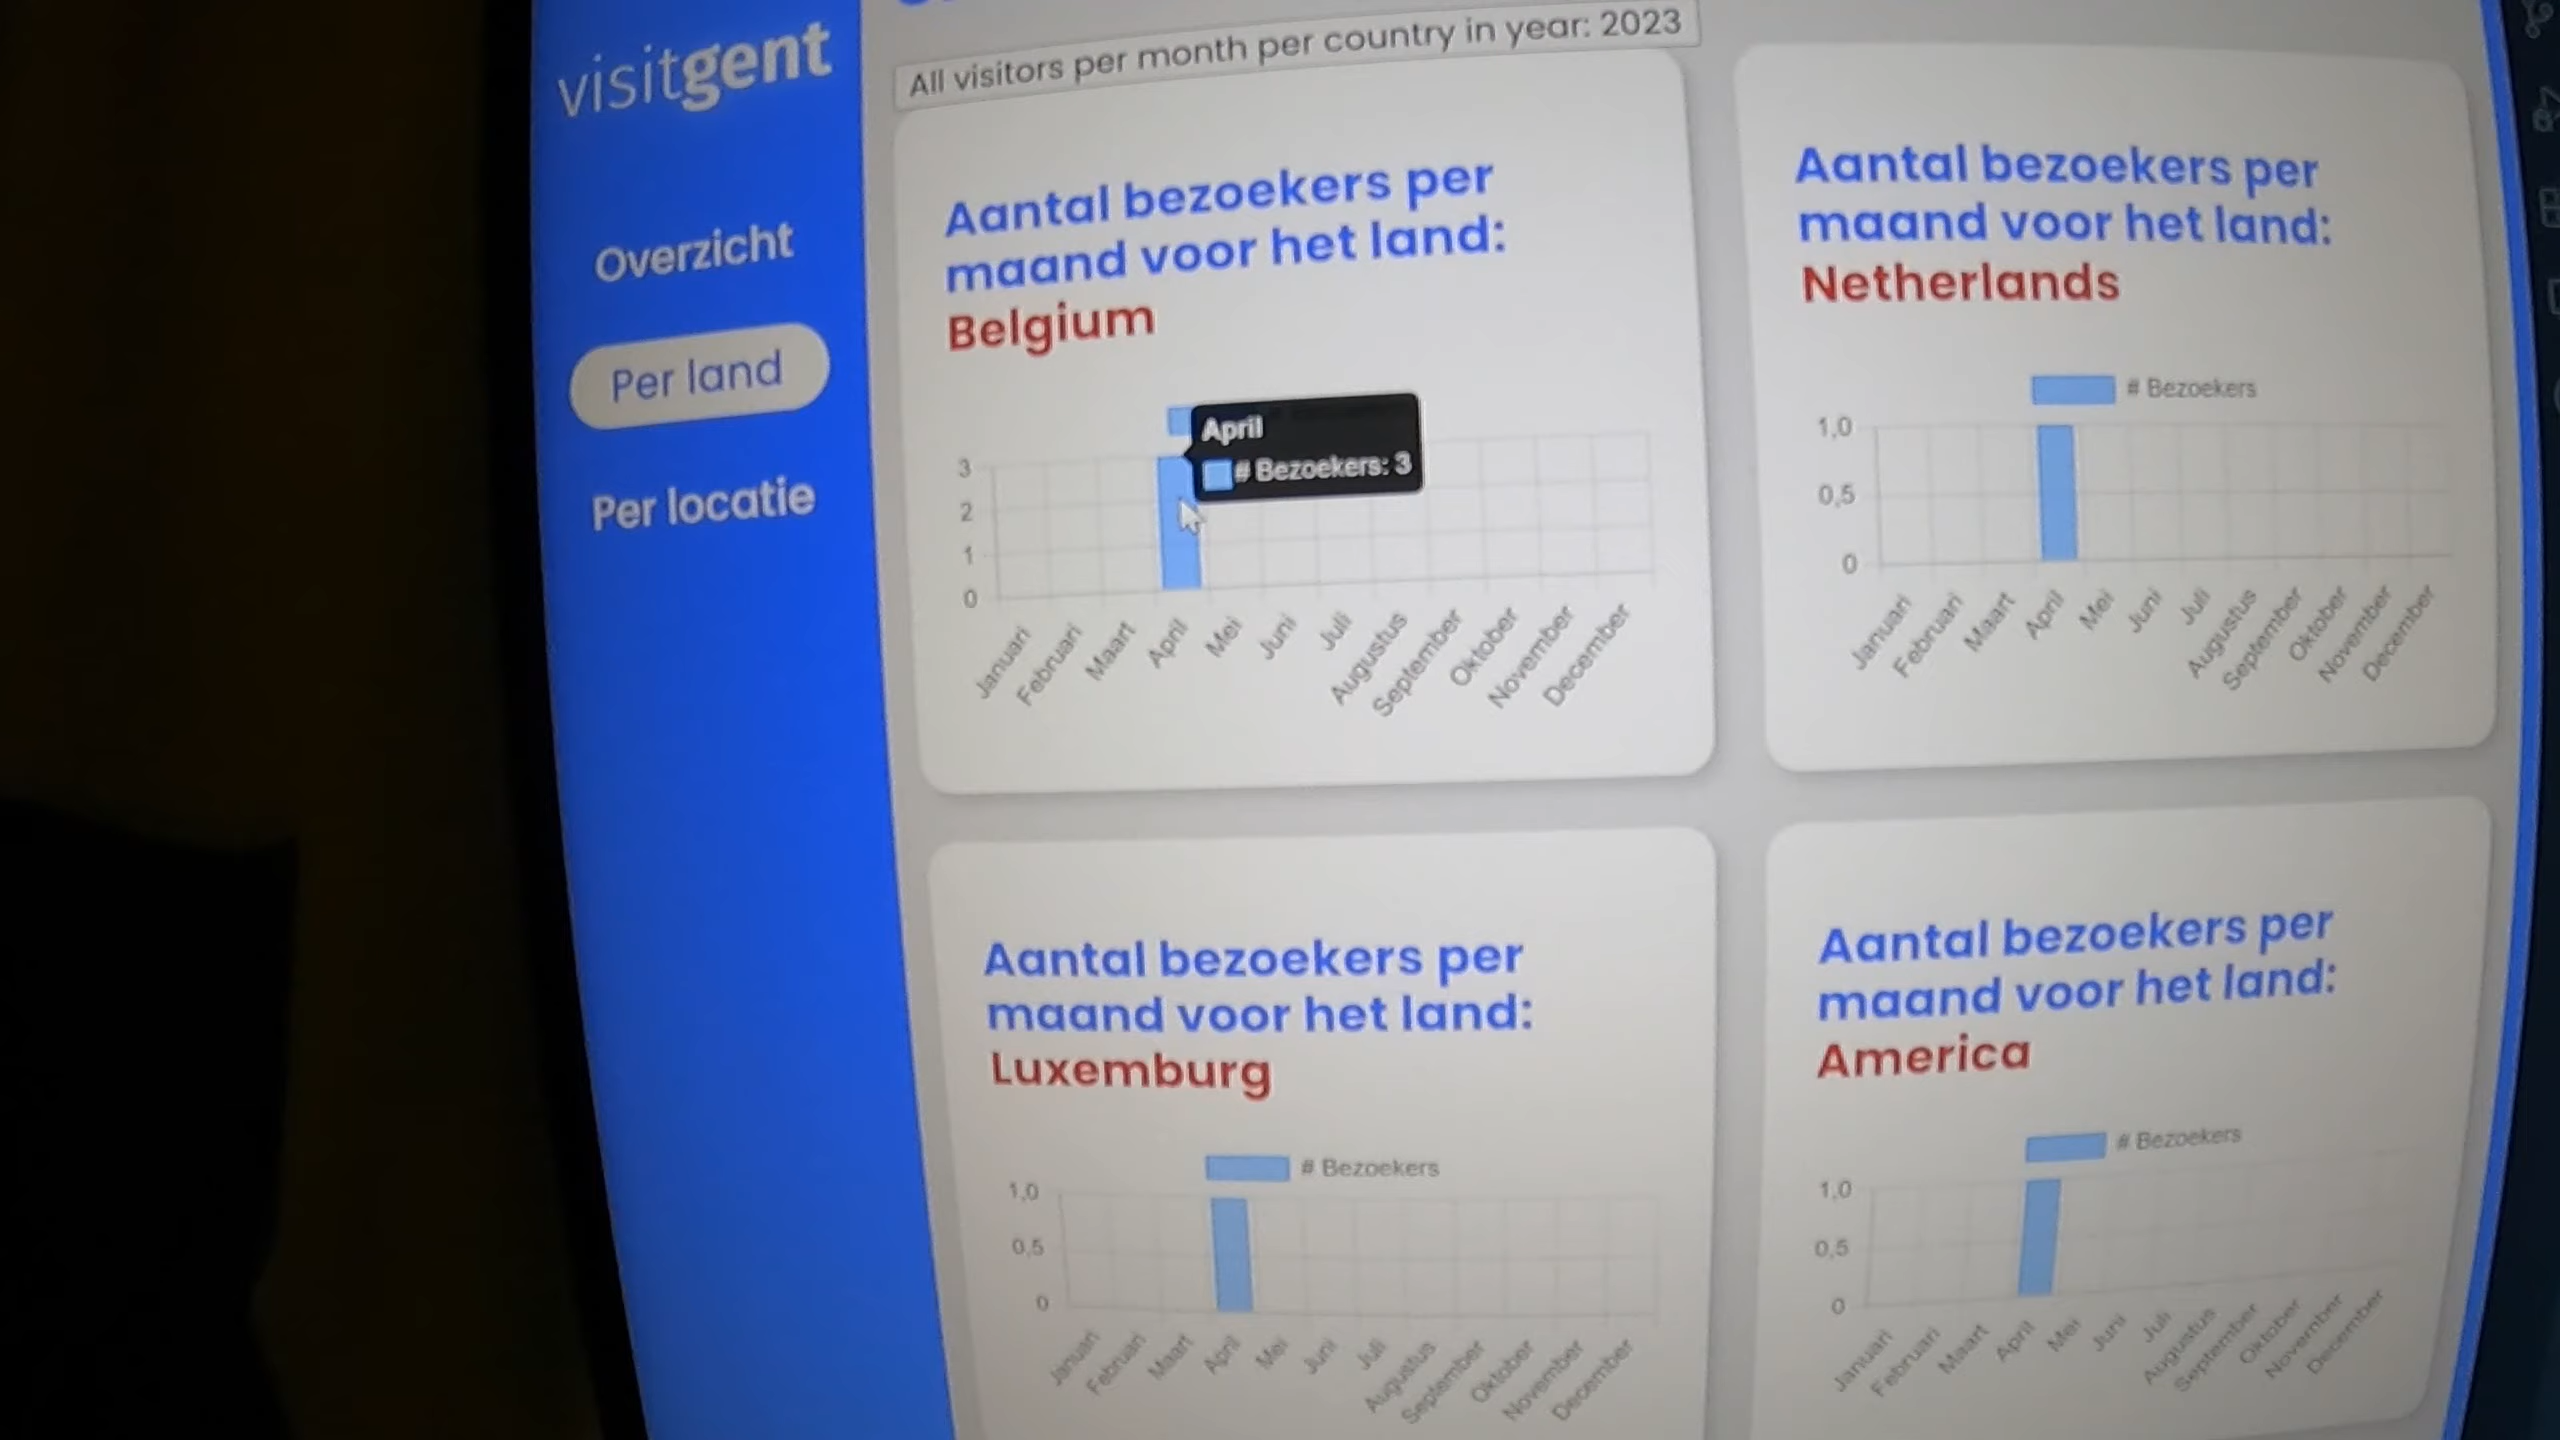 visitgent
Overzicht
Per land
Per locatie
All visitors per month per country in year: 2023
Aantal bezoekers per
maand voor het land:
Belgium
April
# Bezoekers: 3
3
2
1
0
Januari
Februari
Maart
April
Mei
Juni
Juli
Augustus
September
Oktober
November
December
Aantal bezoekers per
maand voor het land:
Netherlands
# Bezoekers
1,0
0,5
0
Januari
Februari
Maart
April
Mei
Juni
Juli
Augustus
September
Oktober
November
December
Aantal bezoekers per
maand voor het land:
Luxemburg
# Bezoekers
1,0
0,5
0
Januari
Februari
Maart
April
Mei
Juni
Juli
Augustus
September
Oktober
November
December
Aantal bezoekers per
maand voor het land:
America
# Bezoekers
1,0
0,5
0
Januari
Februari
Maart
April
Mei
Juni
Juli
Augustus
September
Oktober
November
December